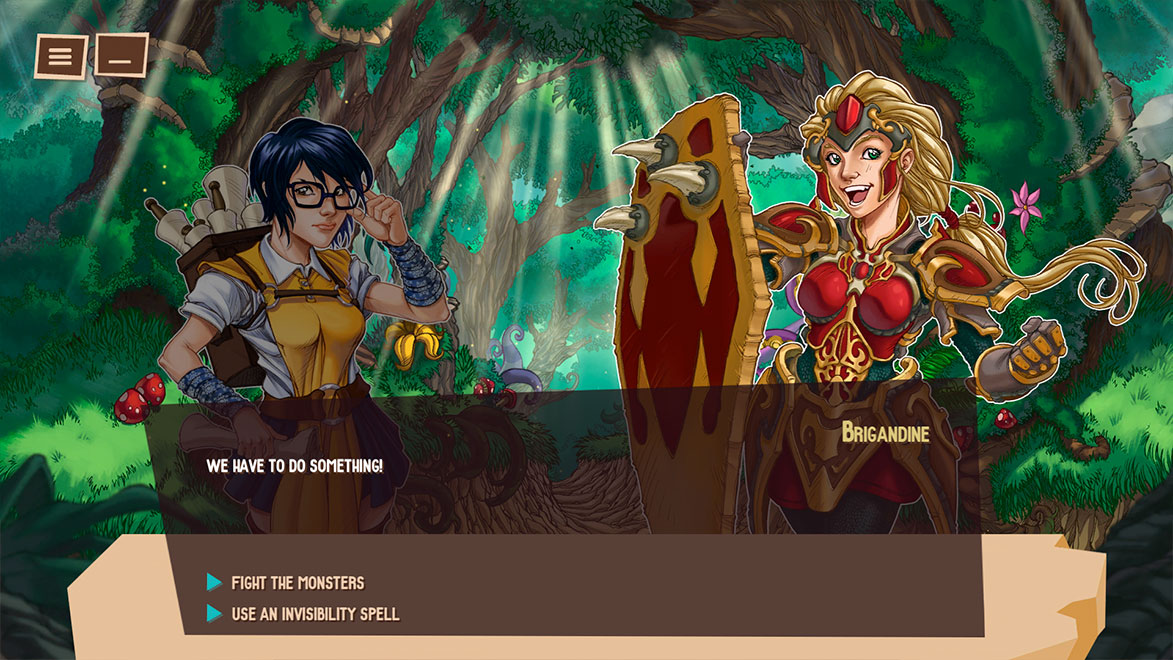 Brigandine
WE HAVE TO DO SOMETHING!
FIGHT THE MONSTERS
USE AN INVISIBILITY SPELL